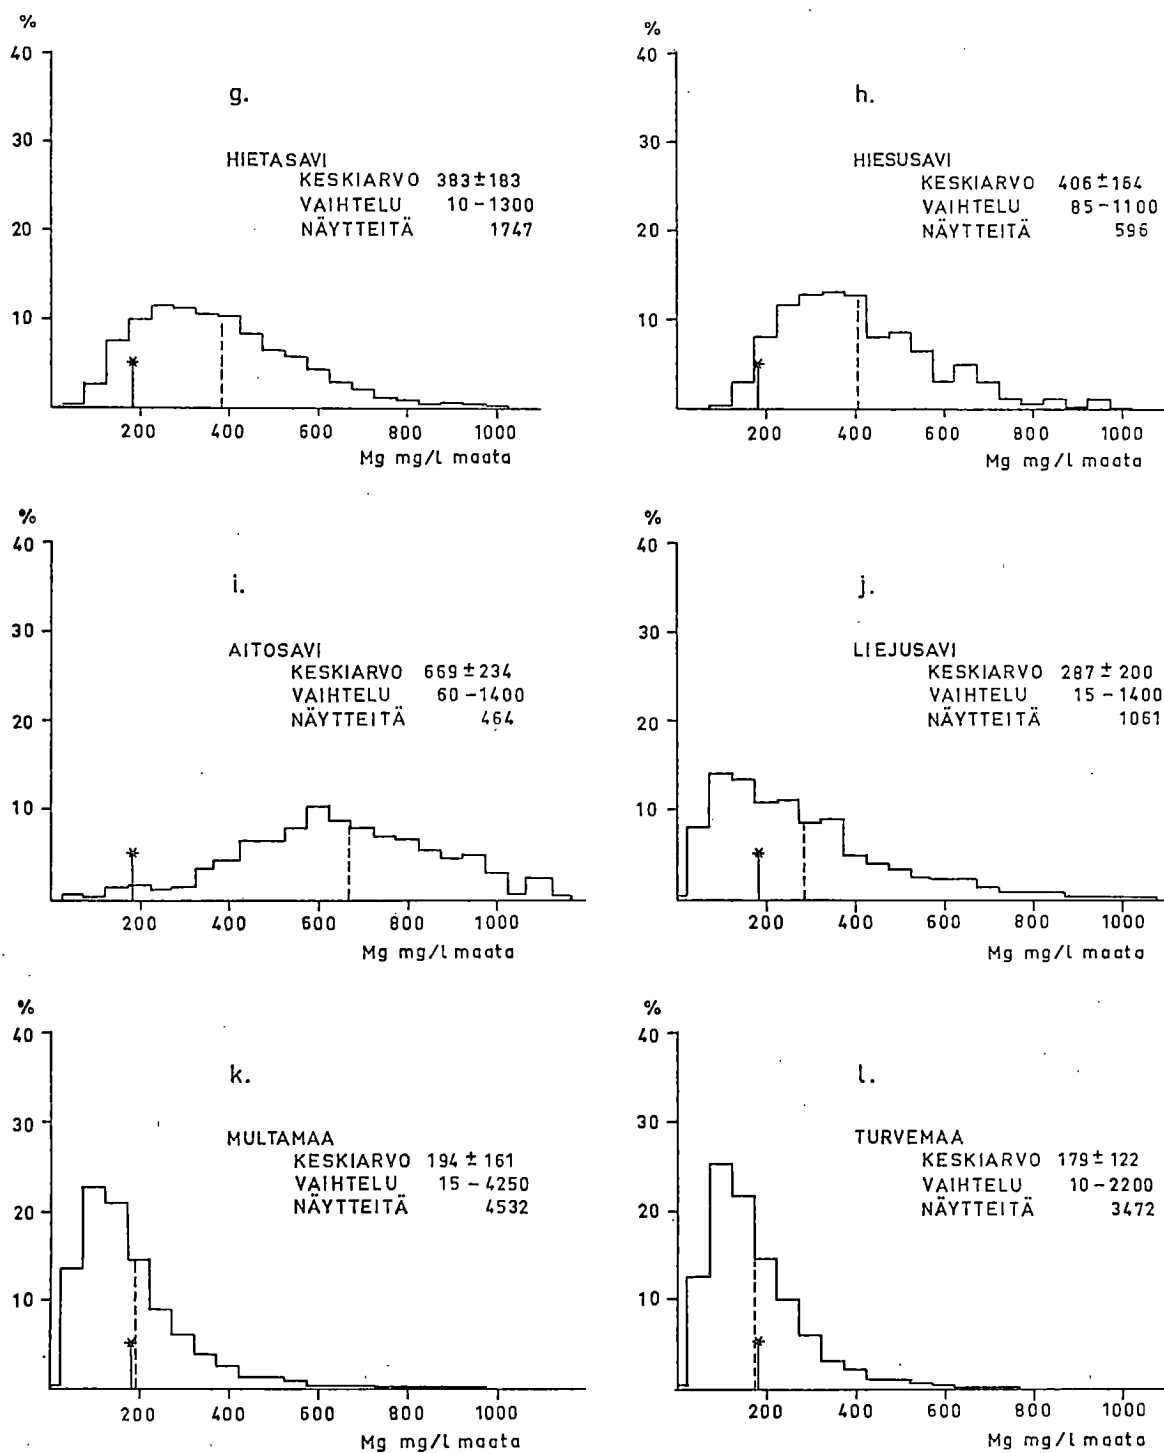 %
40
30
20
10
g.
HIETASAVI
KESKIARVO 383±183
VAIHTELU 10–1300
NÄYTTEITÄ 1747
*
200 400 600 800 1000
Mg mg/l maata
%
40
30
20
10
h.
HIESUSAVI
KESKIARVO 406±164
VAIHTELU 85–1100
NÄYTTEITÄ 596
*
200 400 600 800 1000
Mg mg/l maata
%
40
30
20
10
i.
AITOSAVI
KESKIARVO 669±234
VAIHTELU 60–1400
NÄYTTEITÄ 464
*
200 400 600 800 1000
Mg mg/l maata
%
40
30
20
10
j.
LIEJUSAVI
KESKIARVO 287±200
VAIHTELU 15–1400
NÄYTTEITÄ 1061
*
200 400 600 800 1000
Mg mg/l maata
%
40
30
20
10
k.
MULTAMAA
KESKIARVO 194±161
VAIHTELU 15–4250
NÄYTTEITÄ 4532
*
200 400 600 800 1000
Mg mg/l maata
%
40
30
20
10
l.
TURVEMAA
KESKIARVO 179±122
VAIHTELU 10–2200
NÄYTTEITÄ 3472
*
200 400 600 800 1000
Mg mg/l maata